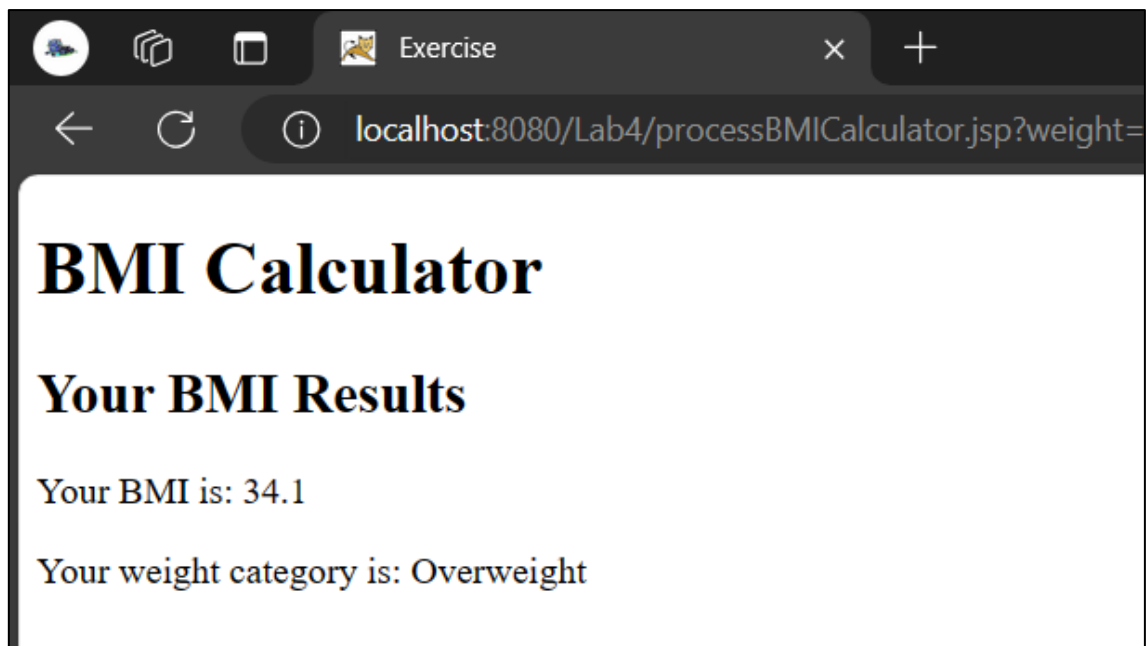 Exercise
localhost:8080/Lab4/processBMICalculator.jsp?weight=
BMI Calculator
Your BMI Results
Your BMI is: 34.1
Your weight category is: Overweight